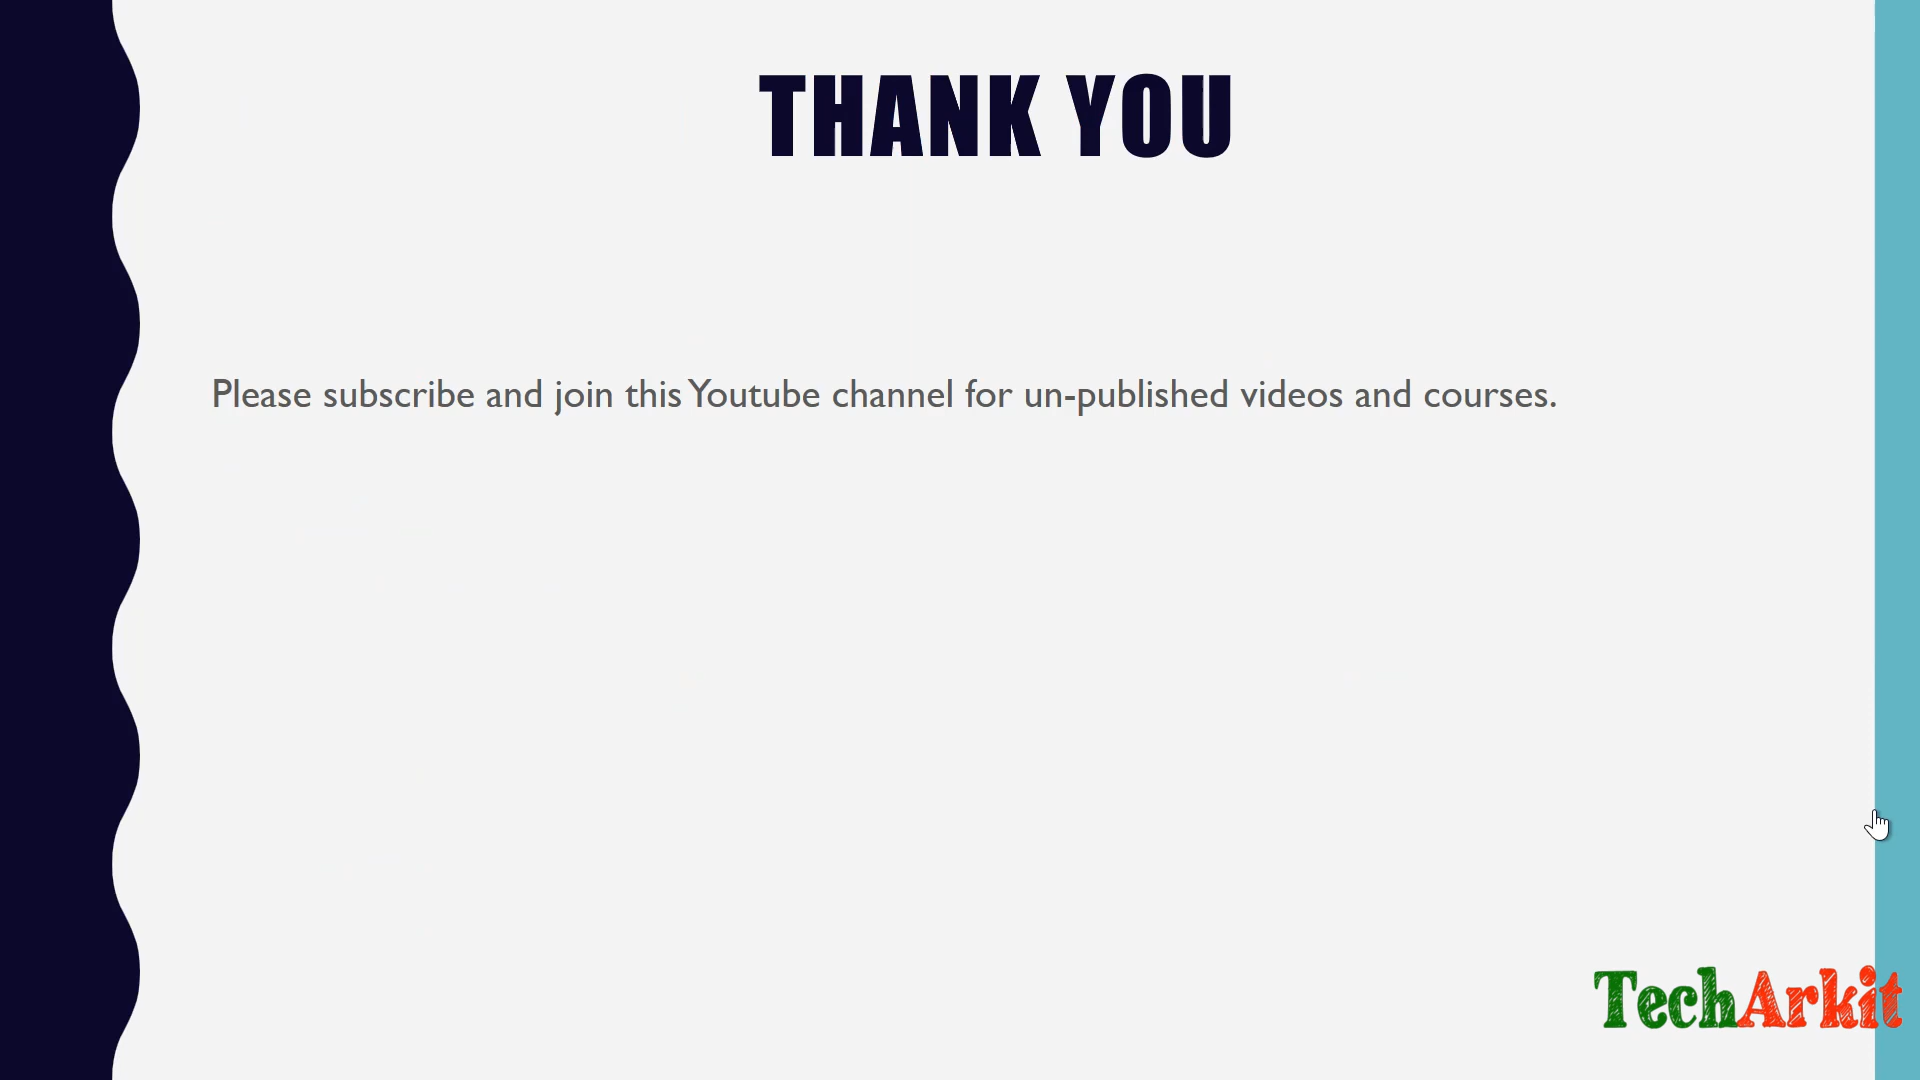 THANK YOU
Please subscribe and join this Youtube channel for un-published videos and courses.
TechArkit